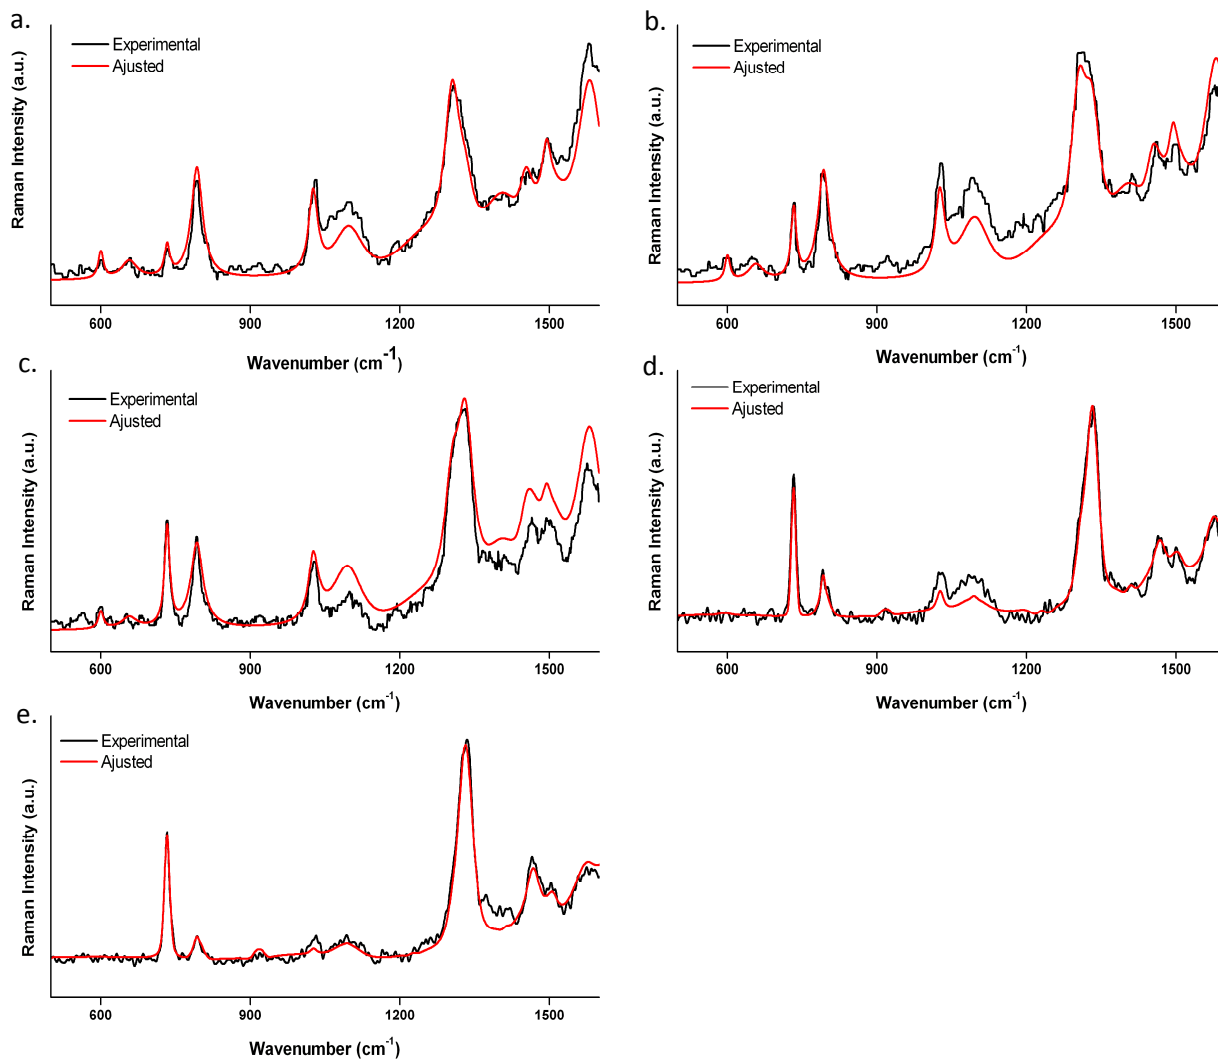 a.
Raman Intensity (a.u.)
Experimental
Ajusted
600
900
1200
1500
Wavenumber (cm-1)
b.
Raman Intensity (a.u.)
Experimental
Ajusted
600
900
1200
1500
Wavenumber (cm-1)
c.
Raman Intensity (a.u.)
Experimental
Ajusted
600
900
1200
1500
Wavenumber (cm-1)
d.
Raman Intensity (a.u.)
Experimental
Ajusted
600
900
1200
1500
Wavenumber (cm-1)
e.
Raman Intensity (a.u.)
Experimental
Ajusted
600
900
1200
1500
Wavenumber (cm-1)